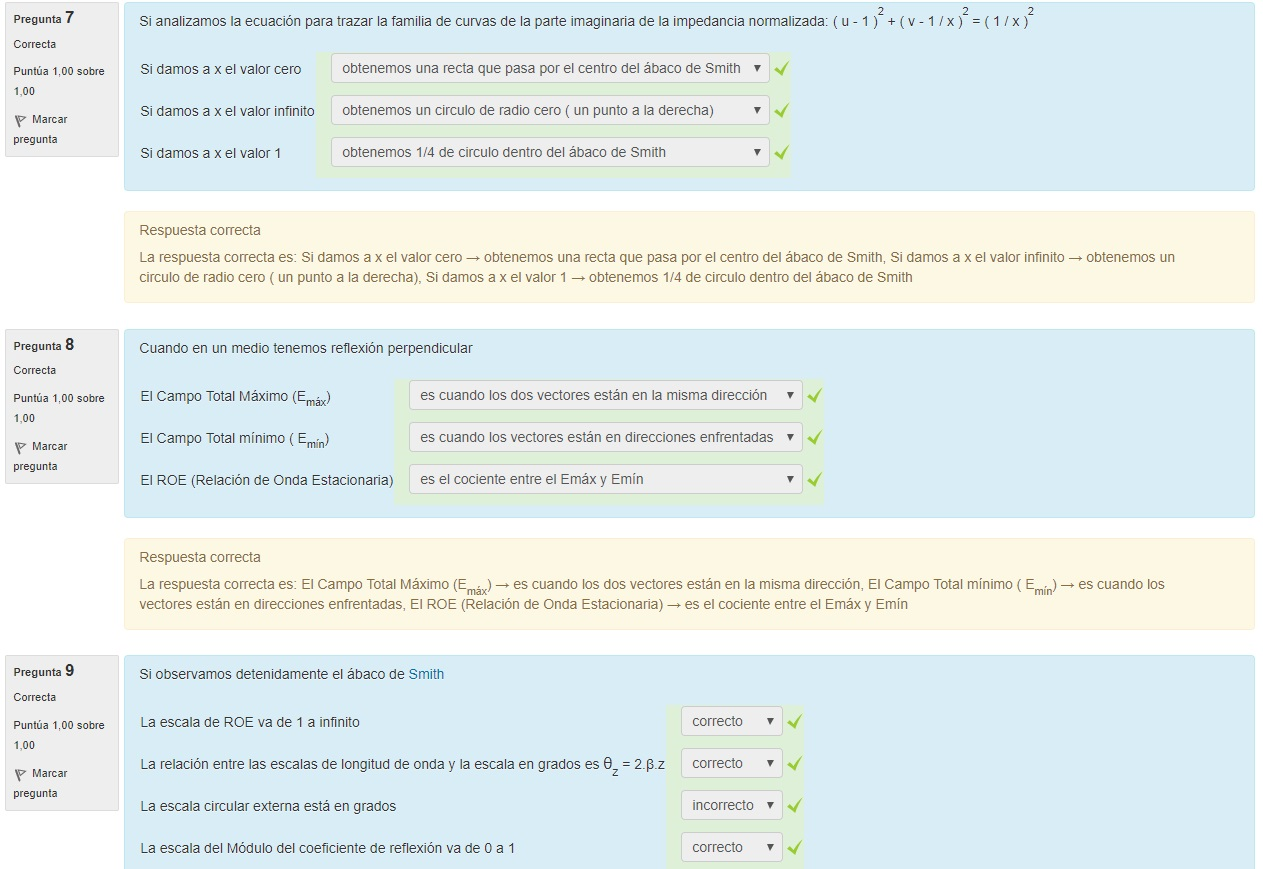 Pregunta 7
Correcta
Puntúa 1,00 sobre
1,00
Marcar
pregunta
Si analizamos la ecuación para trazar la familia de curvas de la parte imaginaria de la impedancia normalizada: ( u - 1 )² + ( v - 1 / x )² = ( 1 / x )²
Si damos a x el valor cero obtenemos una recta que pasa por el centro del ábaco de Smith
Si damos a x el valor infinito obtenemos un circulo de radio cero ( un punto a la derecha)
Si damos a x el valor 1 obtenemos 1/4 de circulo dentro del ábaco de Smith
Respuesta correcta
La respuesta correcta es: Si damos a x el valor cero → obtenemos una recta que pasa por el centro del ábaco de Smith, Si damos a x el valor infinito → obtenemos un
circulo de radio cero ( un punto a la derecha), Si damos a x el valor 1 → obtenemos 1/4 de circulo dentro del ábaco de Smith
Pregunta 8
Correcta
Puntúa 1,00 sobre
1,00
Marcar
pregunta
Cuando en un medio tenemos reflexión perpendicular
El Campo Total Máximo (Emáx) es cuando los dos vectores están en la misma dirección
El Campo Total mínimo ( Emín) es cuando los vectores están en direcciones enfrentadas
El ROE (Relación de Onda Estacionaria) es el cociente entre el Emáx y Emín
Respuesta correcta
La respuesta correcta es: El Campo Total Máximo (Emáx) → es cuando los dos vectores están en la misma dirección, El Campo Total mínimo ( Emín) → es cuando los
vectores están en direcciones enfrentadas, El ROE (Relación de Onda Estacionaria) → es el cociente entre el Emáx y Emín
Pregunta 9
Correcta
Puntúa 1,00 sobre
1,00
Marcar
pregunta
Si observamos detenidamente el ábaco de Smith
La escala de ROE va de 1 a infinito correcto
La relación entre las escalas de longitud de onda y la escala en grados es θz = 2.β.z correcto
La escala circular externa está en grados incorrecto
La escala del Módulo del coeficiente de reflexión va de 0 a 1 correcto